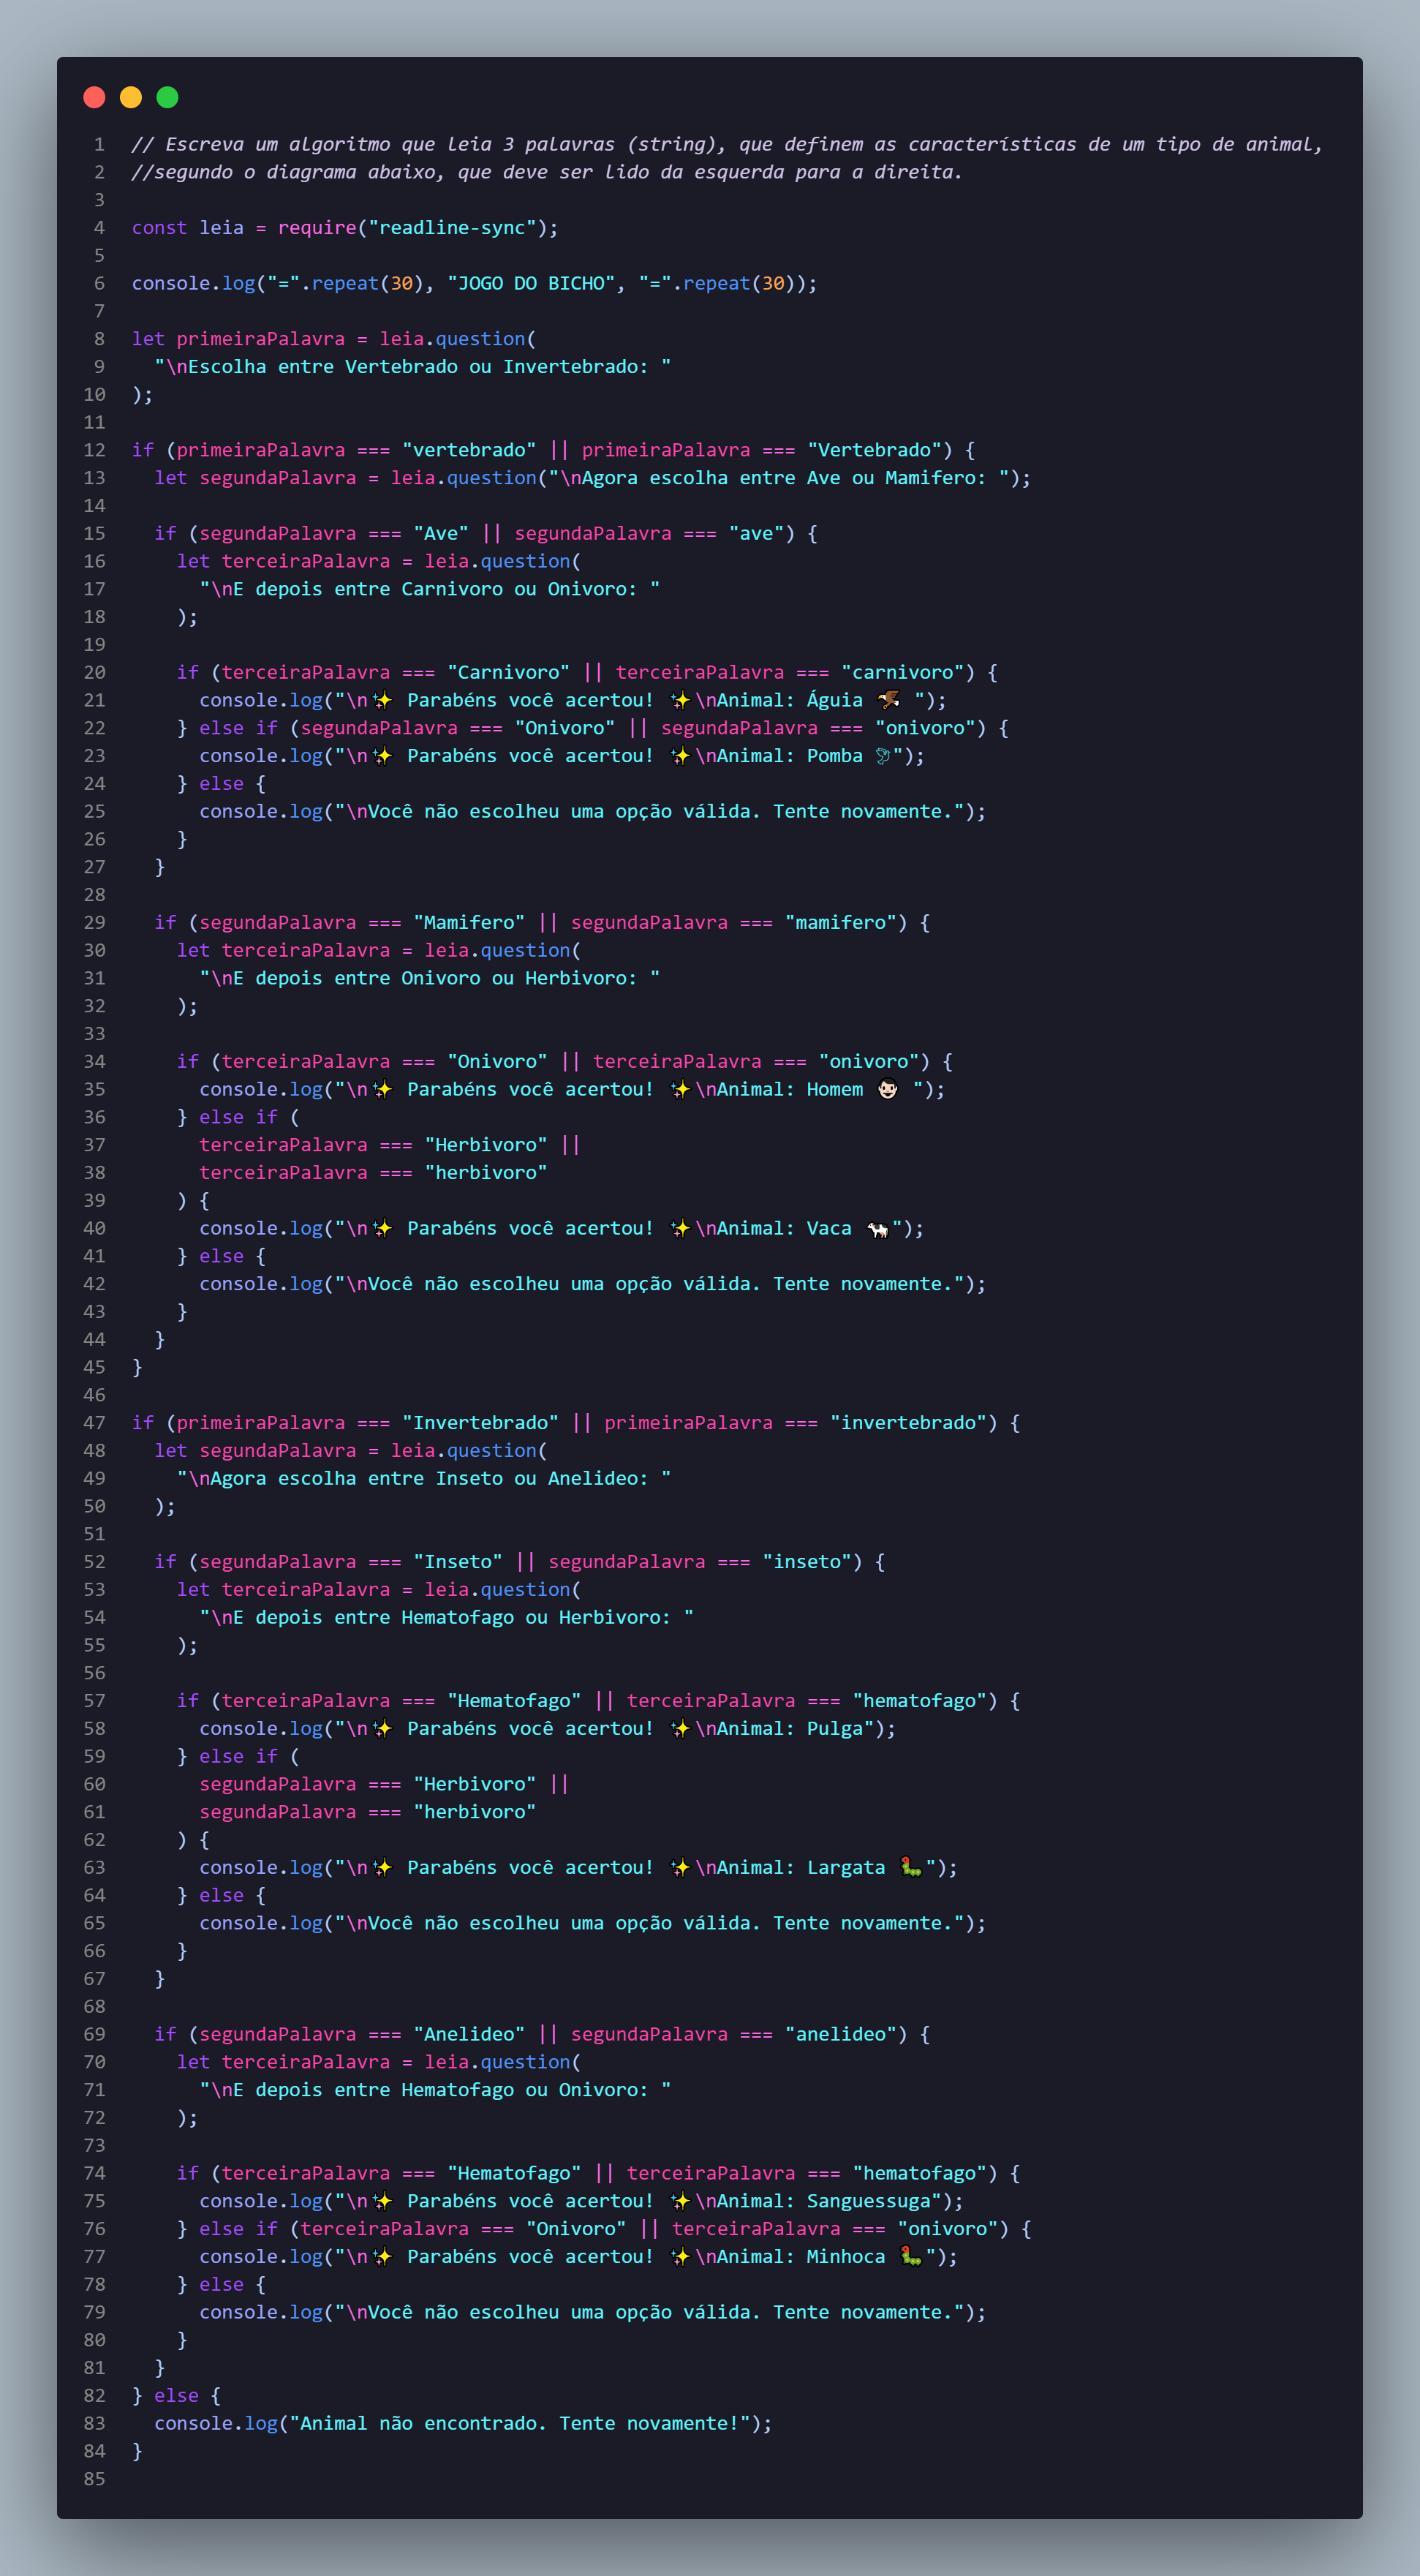 1 // Escreva um algoritmo que leia 3 palavras (string), que definem as características de um tipo de animal,
2 //segundo o diagrama abaixo, que deve ser lido da esquerda para a direita.
3
4 const leia = require("readline-sync");
5
6 console.log("=".repeat(30), "JOGO DO BICHO", "=".repeat(30));
7
8 let primeiraPalavra = leia.question(
9   "\nEscolha entre Vertebrado ou Invertebrado: "
10 );
11
12 if (primeiraPalavra === "vertebrado" || primeiraPalavra === "Vertebrado") {
13   let segundaPalavra = leia.question("\nAgora escolha entre Ave ou Mamifero: ");
14
15   if (segundaPalavra === "Ave" || segundaPalavra === "ave") {
16     let terceiraPalavra = leia.question(
17       "\nE depois entre Carnivoro ou Onivoro: "
18     );
19
20     if (terceiraPalavra === "Carnivoro" || terceiraPalavra === "carnivoro") {
21       console.log("\n✨ Parabéns você acertou! ✨\nAnimal: Águia 🦅 ");
22     } else if (segundaPalavra === "Onivoro" || segundaPalavra === "onivoro") {
23       console.log("\n✨ Parabéns você acertou! ✨\nAnimal: Pomba 🕊");
24     } else {
25       console.log("\nVocê não escolheu uma opção válida. Tente novamente.");
26     }
27   }
28
29   if (segundaPalavra === "Mamifero" || segundaPalavra === "mamifero") {
30     let terceiraPalavra = leia.question(
31       "\nE depois entre Onivoro ou Herbivoro: "
32     );
33
34     if (terceiraPalavra === "Onivoro" || terceiraPalavra === "onivoro") {
35       console.log("\n✨ Parabéns você acertou! ✨\nAnimal: Homem 👨🏻 ");
36     } else if (
37       terceiraPalavra === "Herbivoro" ||
38       terceiraPalavra === "herbivoro"
39     ) {
40       console.log("\n✨ Parabéns você acertou! ✨\nAnimal: Vaca 🐄");
41     } else {
42       console.log("\nVocê não escolheu uma opção válida. Tente novamente.");
43     }
44   }
45 }
46
47 if (primeiraPalavra === "Invertebrado" || primeiraPalavra === "invertebrado") {
48   let segundaPalavra = leia.question(
49     "\nAgora escolha entre Inseto ou Anelideo: "
50   );
51
52   if (segundaPalavra === "Inseto" || segundaPalavra === "inseto") {
53     let terceiraPalavra = leia.question(
54       "\nE depois entre Hematofago ou Herbivoro: "
55     );
56
57     if (terceiraPalavra === "Hematofago" || terceiraPalavra === "hematofago") {
58       console.log("\n✨ Parabéns você acertou! ✨\nAnimal: Pulga");
59     } else if (
60       segundaPalavra === "Herbivoro" ||
61       segundaPalavra === "herbivoro"
62     ) {
63       console.log("\n✨ Parabéns você acertou! ✨\nAnimal: Largata 🐛");
64     } else {
65       console.log("\nVocê não escolheu uma opção válida. Tente novamente.");
66     }
67   }
68
69   if (segundaPalavra === "Anelideo" || segundaPalavra === "anelideo") {
70     let terceiraPalavra = leia.question(
71       "\nE depois entre Hematofago ou Onivoro: "
72     );
73
74     if (terceiraPalavra === "Hematofago" || terceiraPalavra === "hematofago") {
75       console.log("\n✨ Parabéns você acertou! ✨\nAnimal: Sanguessuga");
76     } else if (terceiraPalavra === "Onivoro" || terceiraPalavra === "onivoro") {
77       console.log("\n✨ Parabéns você acertou! ✨\nAnimal: Minhoca 🐛");
78     } else {
79       console.log("\nVocê não escolheu uma opção válida. Tente novamente.");
80     }
81   }
82 } else {
83   console.log("Animal não encontrado. Tente novamente!");
84 }
85